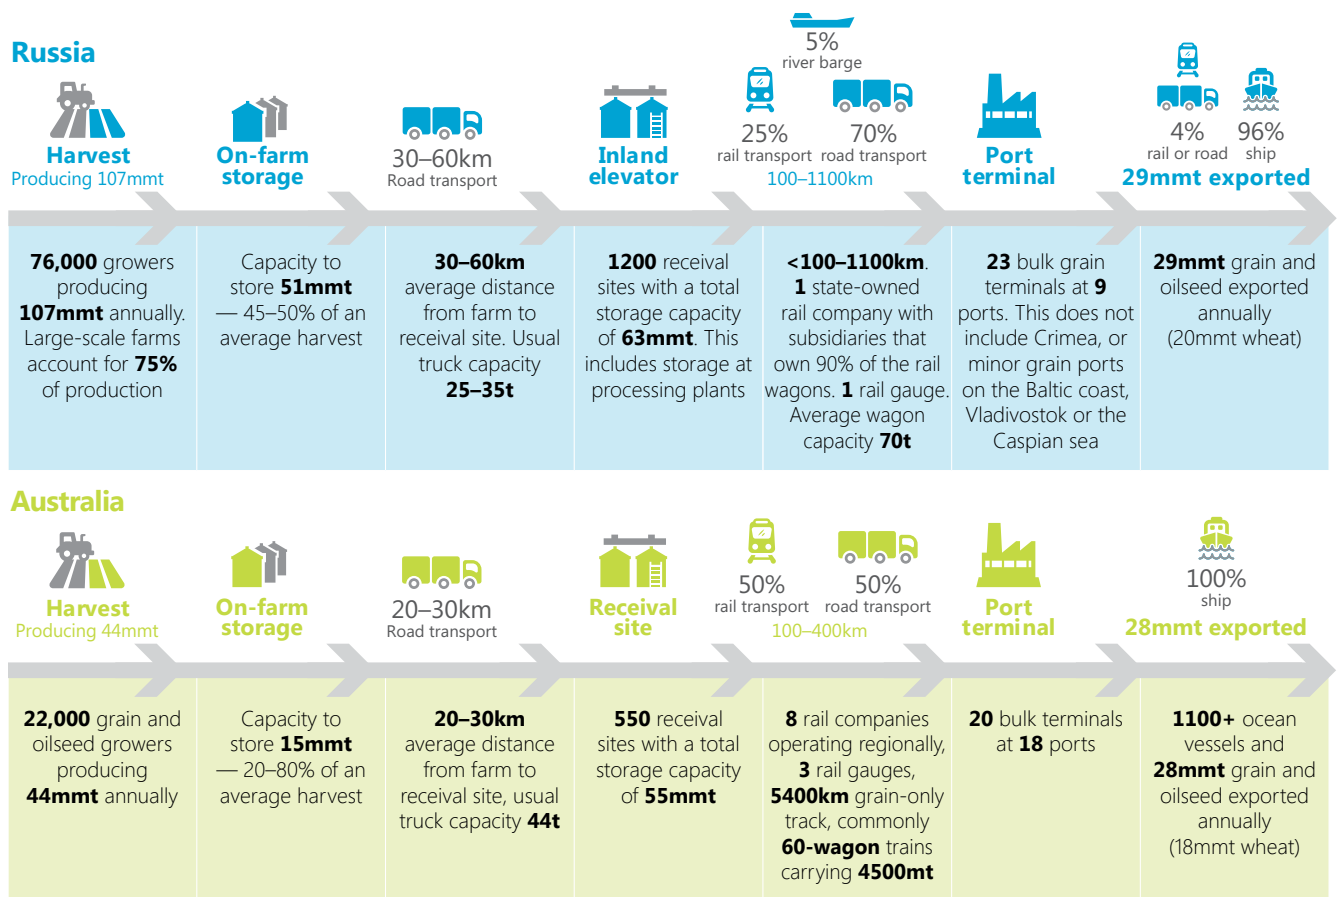 Russia
5%
river barge
25%
rail transport
70%
road transport
100–1100km
4%
rail or road
96%
ship
Harvest
Producing 107mmt
On-farm
storage
30–60km
Road transport
Inland
elevator
Port
terminal
29mmt exported
76,000 growers
producing
107mmt annually.
Large-scale farms
account for 75%
of production
Capacity to
store 51mmt
— 45–50% of an
average harvest
30–60km
average distance
from farm to
receival site. Usual
truck capacity
25–35t
1200 receival
sites with a total
storage capacity
of 63mmt. This
includes storage at
processing plants
<100–1100km.
1 state-owned
rail company with
subsidiaries that
own 90% of the rail
wagons. 1 rail gauge.
Average wagon
capacity 70t
23 bulk grain
terminals at 9
ports. This does not
include Crimea, or
minor grain ports
on the Baltic coast,
Vladivostok or the
Caspian sea
29mmt grain and
oilseed exported
annually
(20mmt wheat)
Australia
Harvest
Producing 44mmt
On-farm
storage
20–30km
Road transport
Receival
site
50%
rail transport
50%
road transport
100–400km
Port
terminal
100%
ship
28mmt exported
22,000 grain and
oilseed growers
producing
44mmt annually
Capacity to
store 15mmt
— 20–80% of an
average harvest
20–30km
average distance
from farm to
receival site, usual
truck capacity 44t
550 receival
sites with a total
storage capacity
of 55mmt
8 rail companies
operating regionally,
3 rail gauges,
5400km grain-only
track, commonly
60-wagon trains
carrying 4500mt
20 bulk terminals
at 18 ports
1100+ ocean
vessels and
28mmt grain and
oilseed exported
annually
(18mmt wheat)